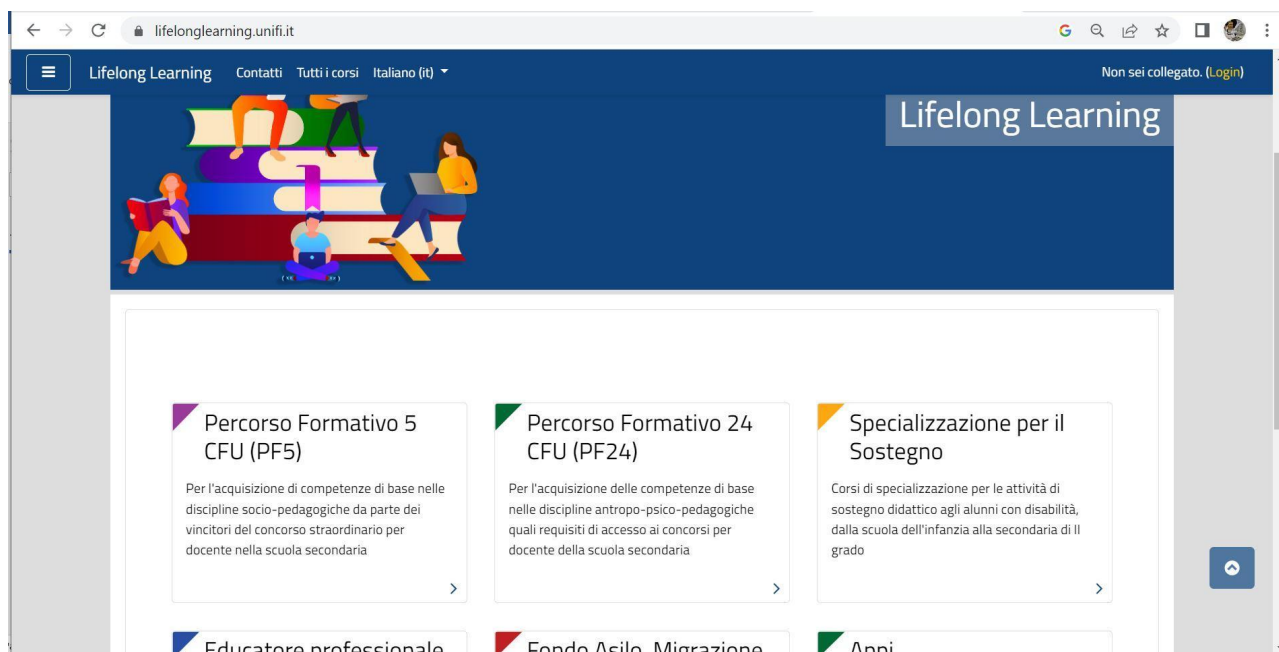 lifelonglearning.unifi.it
Lifelong Learning Contatti Tutti i corsi Italiano (it) Non sei collegato. (Login)
Lifelong Learning
Percorso Formativo 5
CFU (PF5)
Per l'acquisizione di competenze di base nelle
discipline socio-pedagogiche da parte dei
vincitori del concorso straordinario per
docente nella scuola secondaria
Percorso Formativo 24
CFU (PF24)
Per l'acquisizione delle competenze di base
nelle discipline antropo-psico-pedagogiche
quali requisiti di accesso ai concorsi per
docente della scuola secondaria
Specializzazione per il
Sostegno
Corsi di specializzazione per le attività di
sostegno didattico agli alunni con disabilità,
dalla scuola dell'infanzia alla secondaria di II
grado
Educatore professionale
Fondo Asilo, Migrazione